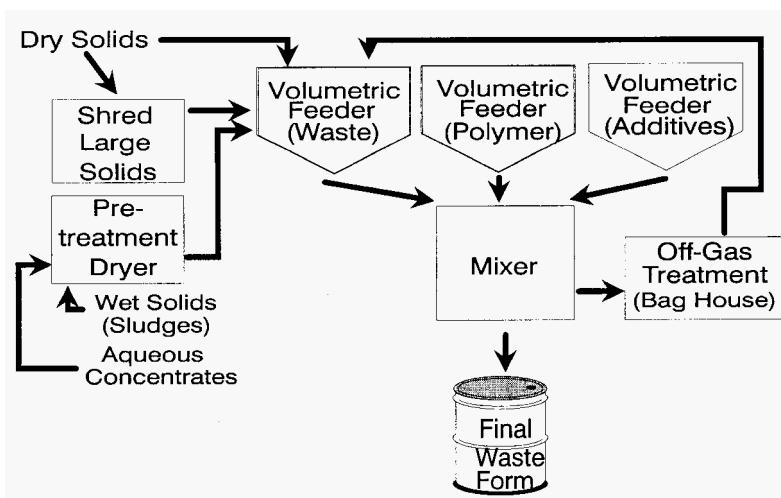 Dry Solids
Shred
Large
Solids
Pre-
treatment
Dryer
Wet Solids
(Sludges)
Aqueous
Concentrates
Volumetric
Feeder
(Waste)
Volumetric
Feeder
(Polymer)
Volumetric
Feeder
(Additives)
Mixer
Off-Gas
Treatment
(Bag House)
Final
Waste
Form